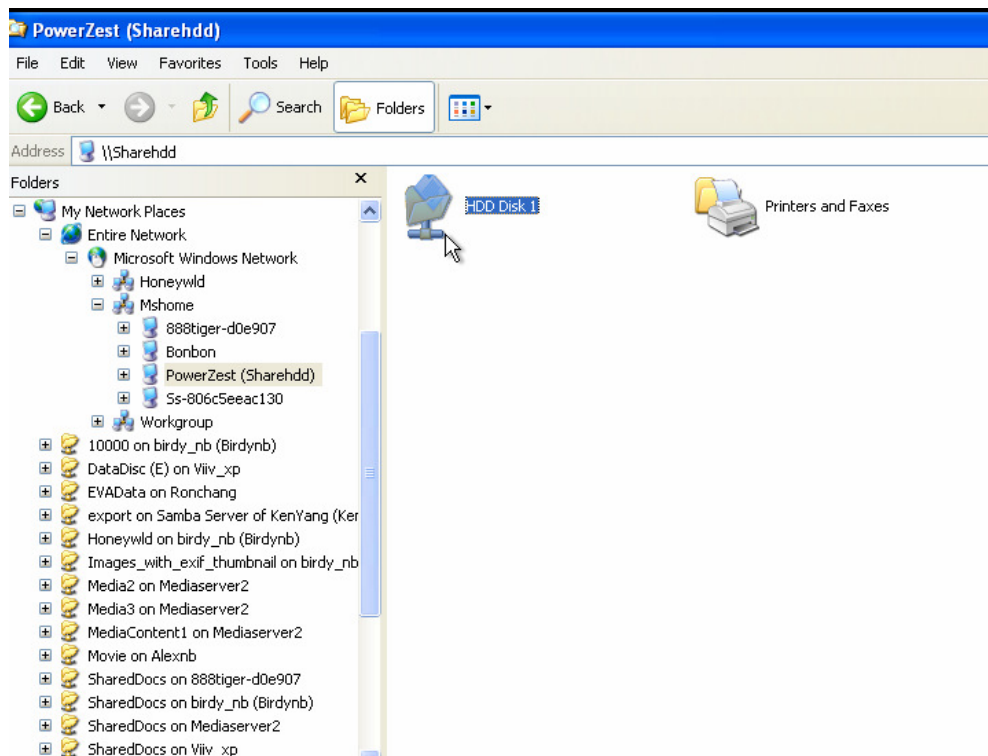 PowerZest (Sharehdd)
File Edit View Favorites Tools Help
Back Search Folders
Address \\Sharehdd
Folders
My Network Places
Entire Network
Microsoft Windows Network
Honeywld
Mshome
888tiger-d0e907
Bonbon
PowerZest (Sharehdd)
Ss-806c5eeac130
Workgroup
10000 on birdy_nb (Birdynb)
DataDisc (E) on Viiv_xp
EVAData on Ronchang
export on Samba Server of KenYang (Ker
Honeywld on birdy_nb (Birdynb)
Images_with_exif_thumbnail on birdy_nb
Media2 on Mediaserver2
Media3 on Mediaserver2
MediaContent1 on Mediaserver2
Movie on Alexnb
SharedDocs on 888tiger-d0e907
SharedDocs on birdy_nb (Birdynb)
SharedDocs on Mediaserver2
SharedDocs on Viiv_xp
HDD Disk 1
Printers and Faxes